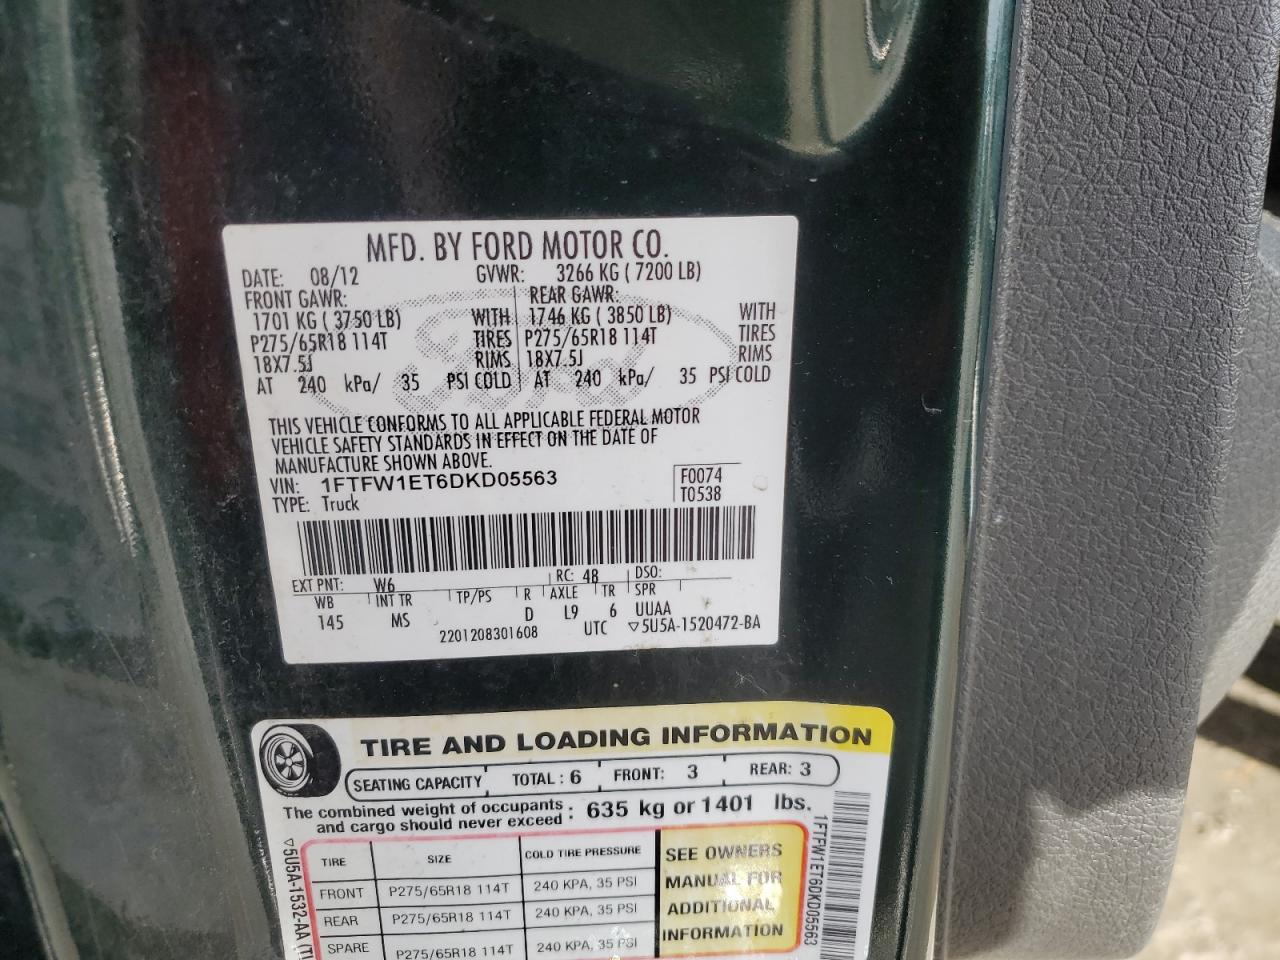 MFD. BY FORD MOTOR CO.
DATE: 08/12 GVWR: 3266 KG ( 7200 LB)
FRONT GAWR: REAR GAWR:
1701 KG ( 3750 LB) WITH 1746 KG ( 3850 LB) WITH
P275/65R18 114T TIRES P275/65R18 114T TIRES
18X7.5J RIMS 18X7.5J RIMS
AT 240 kPa/ 35 PSI COLD AT 240 kPa/ 35 PSI COLD
Ford
THIS VEHICLE CONFORMS TO ALL APPLICABLE FEDERAL MOTOR
VEHICLE SAFETY STANDARDS IN EFFECT ON THE DATE OF
MANUFACTURE SHOWN ABOVE.
VIN: 1FTFW1ET6DKD05563 F0074
TYPE: Truck T0538
EXT PNT: W6 RC: 48 DSO:
WB INT TR TP/PS R AXLE TR SPR
145 MS D L9 6 UUAA
2201208301608 UTC ▽5U5A-1520472-BA
TIRE AND LOADING INFORMATION
SEATING CAPACITY TOTAL : 6 FRONT: 3 REAR: 3
The combined weight of occupants and cargo should never exceed : 635 kg or 1401 lbs.
TIRE SIZE COLD TIRE PRESSURE
FRONT P275/65R18 114T 240 KPA, 35 PSI
REAR P275/65R18 114T 240 KPA, 35 PSI
SPARE P275/65R18 114T 240 KPA, 35 PSI
SEE OWNERS
MANUAL FOR
ADDITIONAL
INFORMATION
▽5U5A-1532-AA
1FTFW1ET6DKD05563